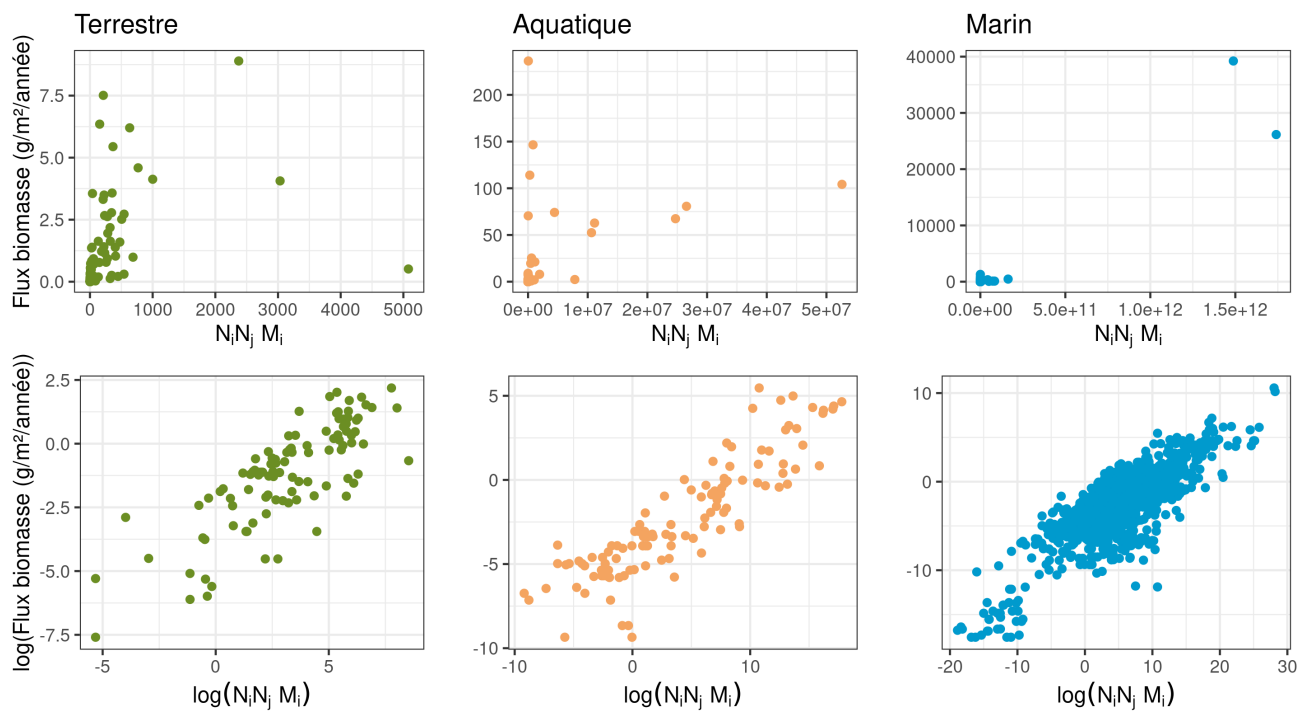 Terrestre
Aquatique
Marin
Flux biomasse (g/m²/année)
7.5
5.0
2.5
0.0
0
1000
2000
3000
4000
5000
NᵢNⱼ Mᵢ
200
150
100
50
0
0e+00
1e+07
2e+07
3e+07
4e+07
5e+07
NᵢNⱼ Mᵢ
40000
30000
20000
10000
0
0.0e+00
5.0e+11
1.0e+12
1.5e+12
NᵢNⱼ Mᵢ
log(Flux biomasse (g/m²/année))
2.5
0.0
-2.5
-5.0
-7.5
-5
0
5
log(NᵢNⱼ Mᵢ)
5
0
-5
-10
-10
0
10
log(NᵢNⱼ Mᵢ)
10
0
-10
-20
-10
0
10
20
30
log(NᵢNⱼ Mᵢ)